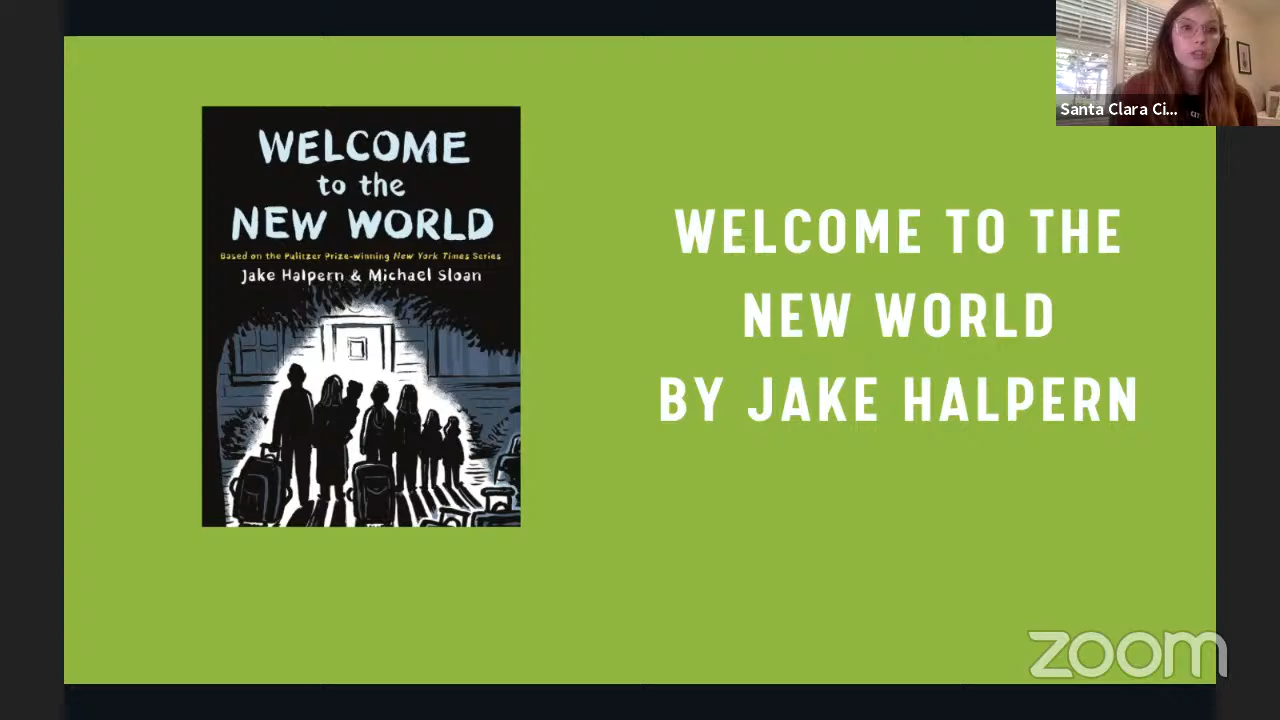 WELCOME
to the
NEW WORLD
Based on the Pulitzer Prize-winning New York Times Series
Jake Halpern & Michael Sloan
WELCOME TO THE
NEW WORLD
BY JAKE HALPERN
Santa Clara Ci...
zoom